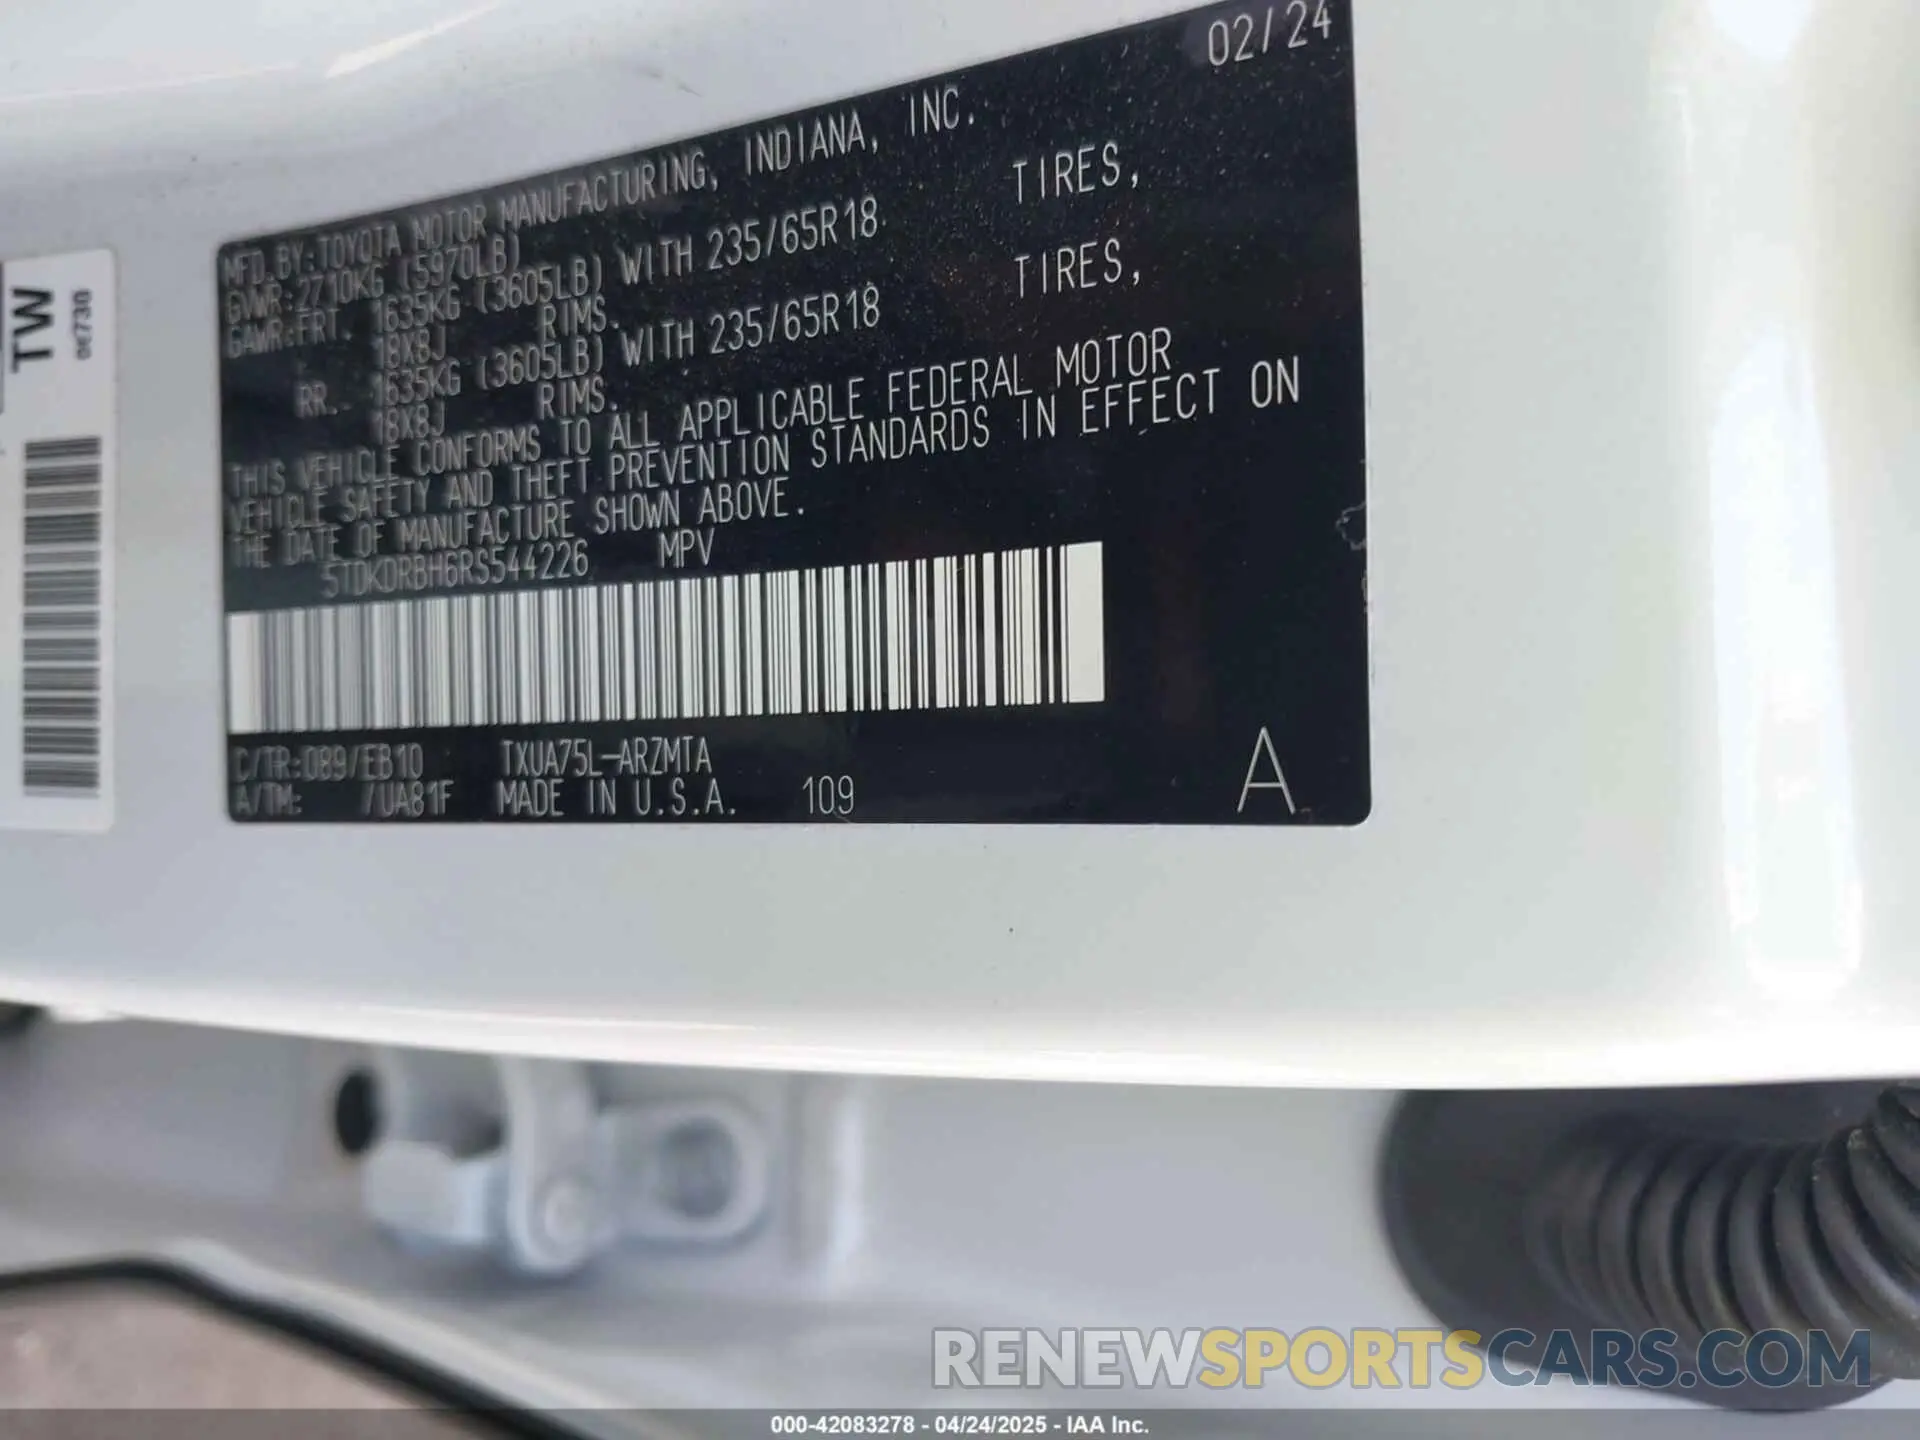 02/24
MFD.BY:TOYOTA MOTOR MANUFACTURING, INDIANA, INC.
GVWR:2710KG (5970LB)
GAWR:FRT. 1635KG (3605LB) WITH 235/65R18 TIRES,
18X8J RIMS.
RR. 1635KG (3605LB) WITH 235/65R18 TIRES,
18X8J RIMS.
THIS VEHICLE CONFORMS TO ALL APPLICABLE FEDERAL MOTOR
VEHICLE SAFETY AND THEFT PREVENTION STANDARDS IN EFFECT ON
THE DATE OF MANUFACTURE SHOWN ABOVE.
5TDKDRBH6RS544226 MPV
C/TR:089/EB10 TXUA75L-ARZMTA
A/TM: /UA81F MADE IN U.S.A. 109 A
TW
0E730
RENEWSPORTSCARS.COM
000-42083278 - 04/24/2025 - IAA Inc.